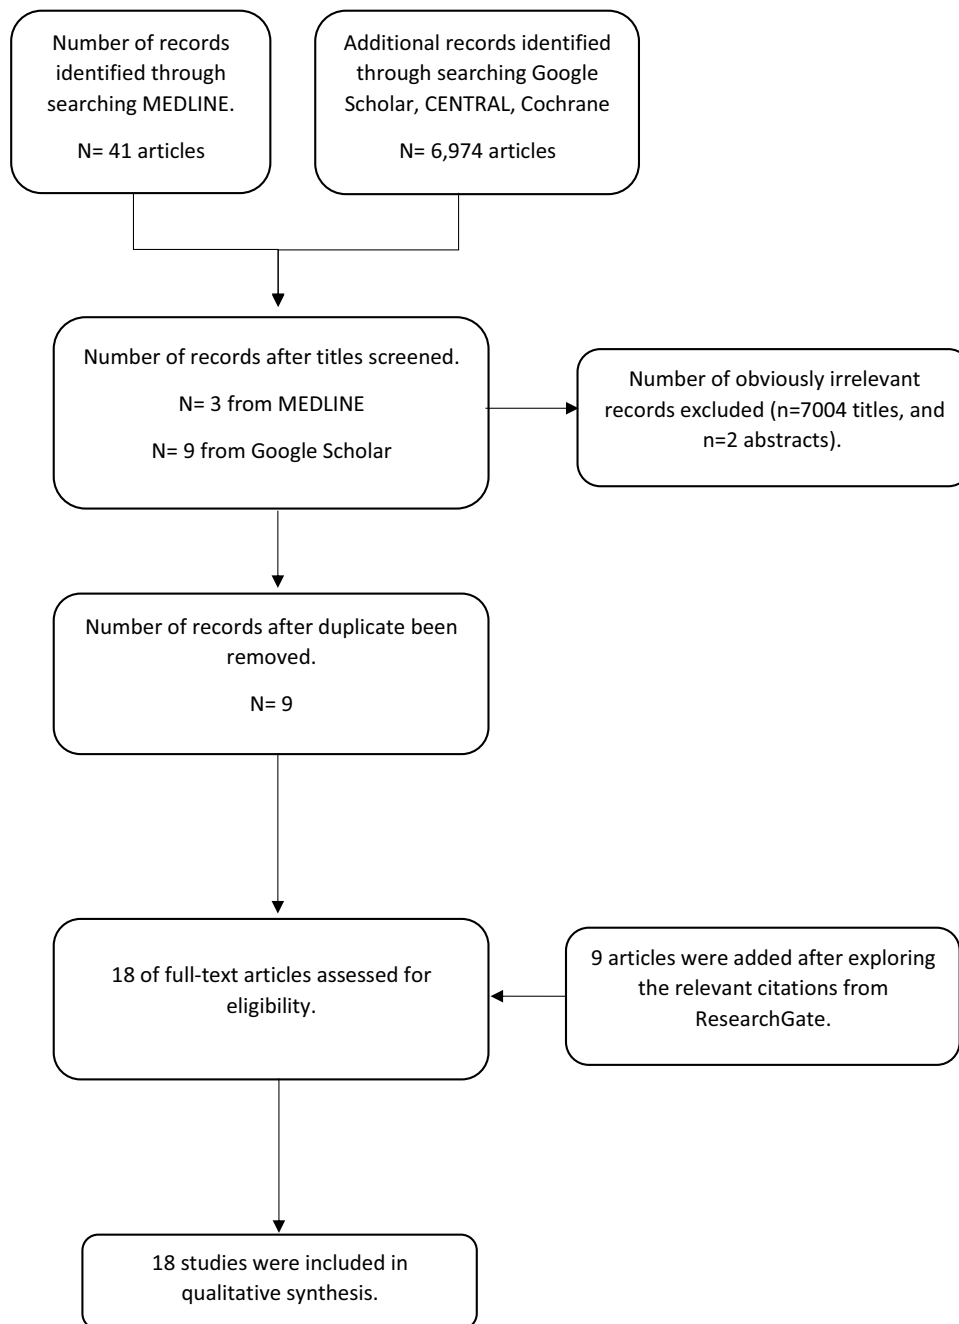 Number of records
identified through
searching MEDLINE.
N= 41 articles
Additional records identified
through searching Google
Scholar, CENTRAL, Cochrane
N= 6,974 articles
Number of records after titles screened.
N= 3 from MEDLINE
N= 9 from Google Scholar
Number of obviously irrelevant
records excluded (n=7004 titles, and
n=2 abstracts).
Number of records after duplicate been
removed.
N= 9
18 of full-text articles assessed for
eligibility.
9 articles were added after exploring
the relevant citations from
ResearchGate.
18 studies were included in
qualitative synthesis.